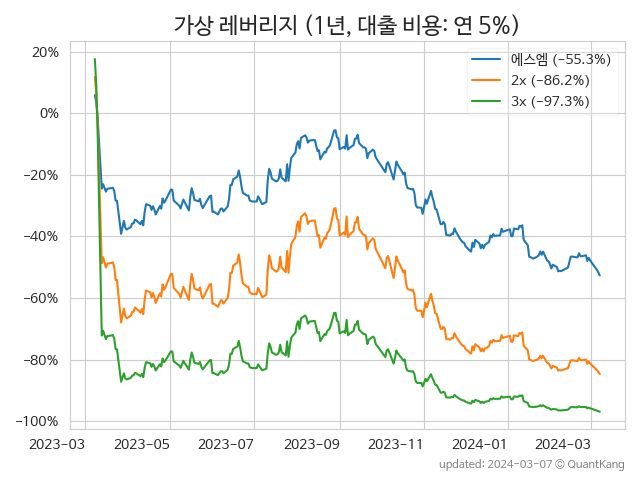 가상 레버리지 (1년, 대출 비용: 연 5%)
에스엠 (-55.3%)
2x (-86.2%)
3x (-97.3%)
20%
0%
-20%
-40%
-60%
-80%
-100%
2023-03 2023-05 2023-07 2023-09 2023-11 2024-01 2024-03
updated: 2024-03-07 © QuantKang